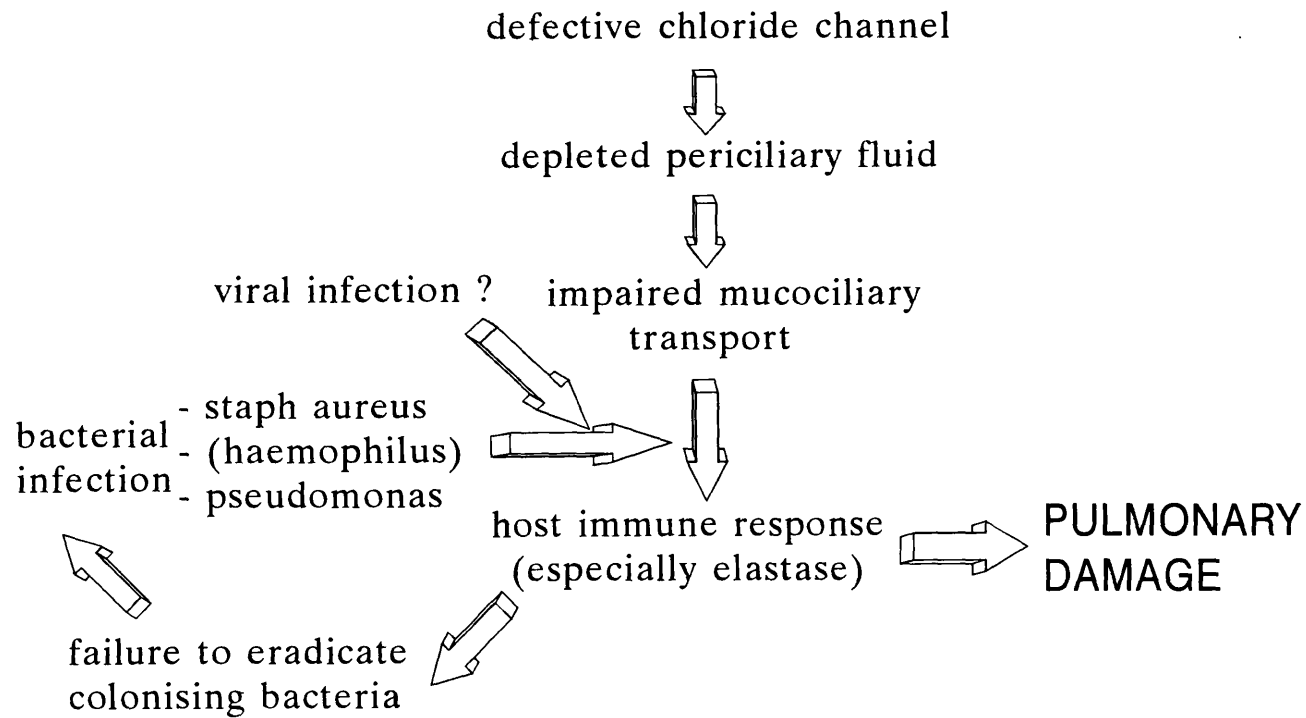 defective chloride channel
depleted periciliary fluid
viral infection ?
impaired mucociliary
transport
bacterial
infection
- staph aureus
- (haemophilus)
- pseudomonas
host immune response
(especially elastase)
PULMONARY
DAMAGE
failure to eradicate
colonising bacteria